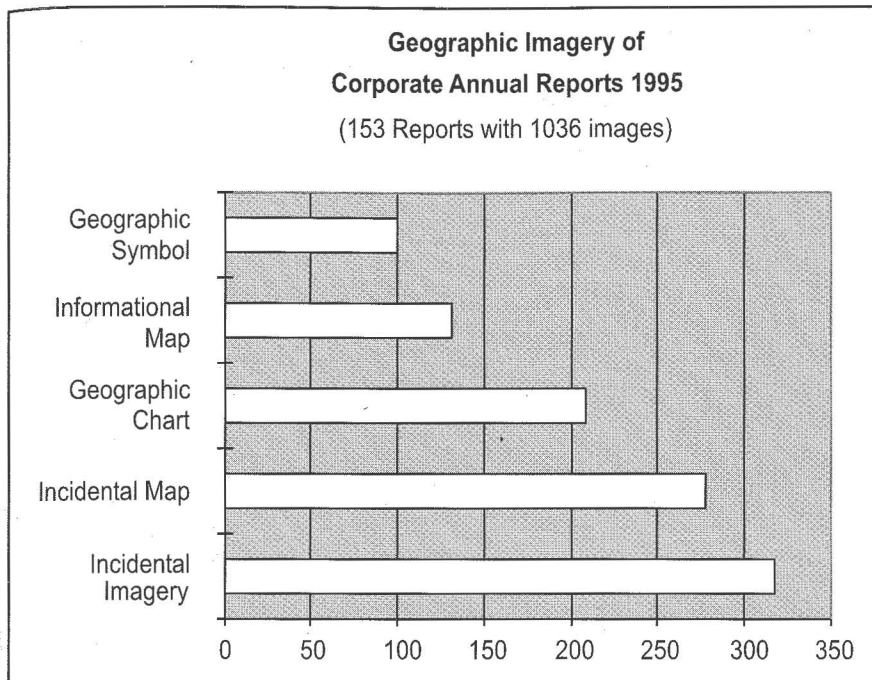 Geographic Imagery of
Corporate Annual Reports 1995
(153 Reports with 1036 images)
Geographic
Symbol
Informational
Map
Geographic
Chart
Incidental Map
Incidental
Imagery
0 50 100 150 200 250 300 350